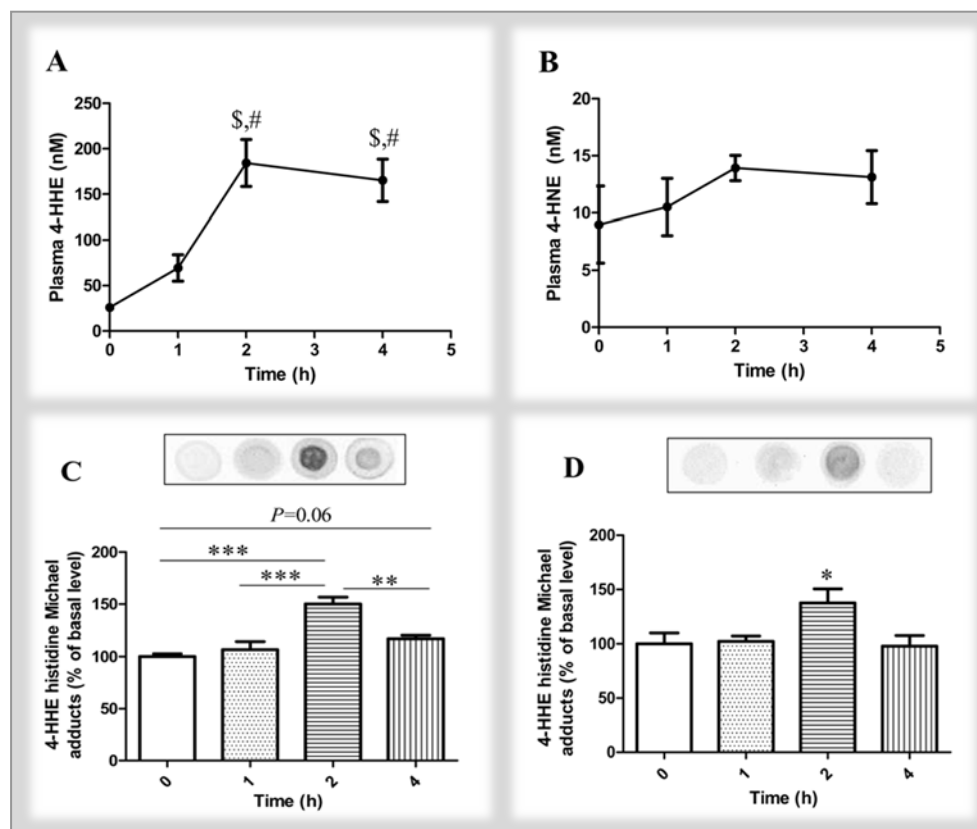 A
Plasma 4-HHE (nM)
250
200
150
100
50
0
$,#
$,#
0 1 2 3 4 5
Time (h)
B
Plasma 4-HNE (nM)
20
15
10
5
0
0 1 2 3 4 5
Time (h)
C
P=0.06
***
***
**
4-HHE histidine Michael
adducts (% of basal level)
200
150
100
50
0
0 1 2 4
Time (h)
D
*
4-HHE histidine Michael
adducts (% of basal level)
200
150
100
50
0
0 1 2 4
Time (h)